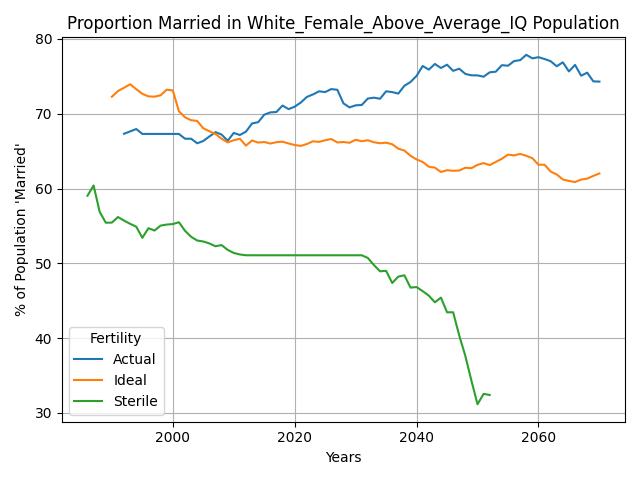 Proportion Married in White_Female_Above_Average_IQ Population
% of Population "Married'
80
70
60
50
40
30
Fertility
Actual
Ideal
Sterile
2000
2020
2040
2060
Years